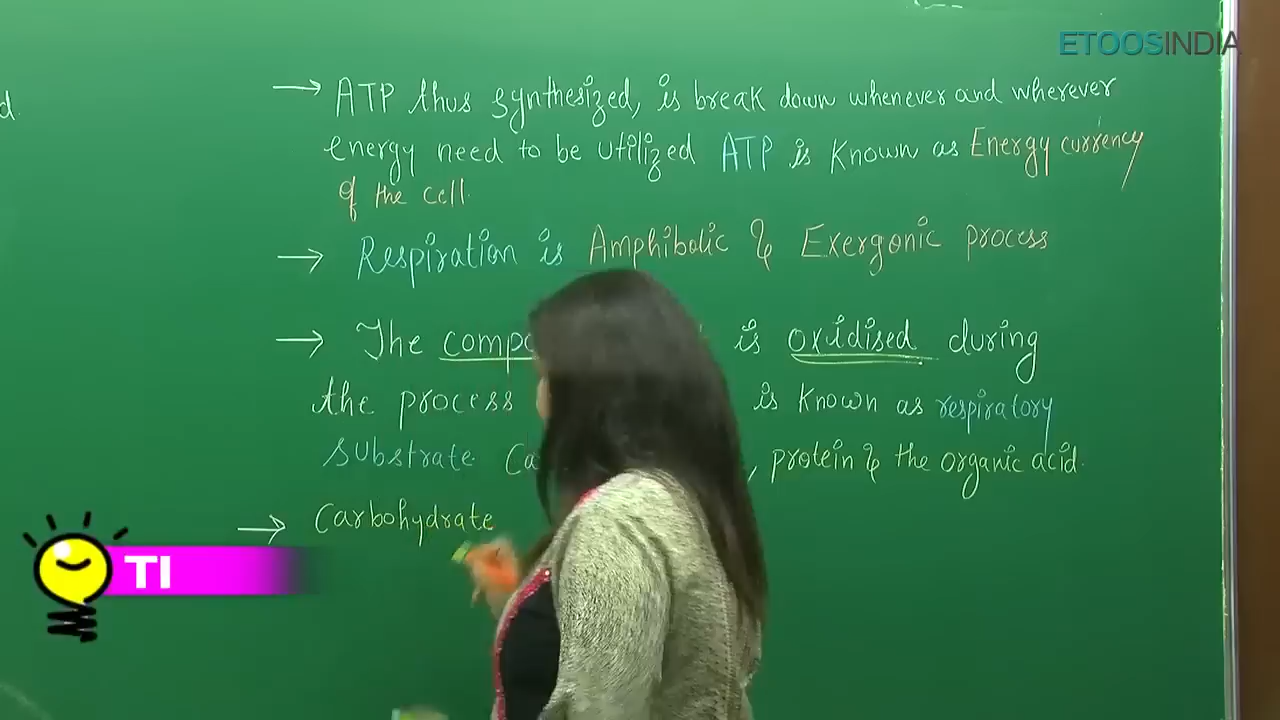 ETOOSINDIA
d.
→ ATP thus synthesized, is break down whenever and wherever
energy need to be utilized ATP is Known as Energy currency
of the cell.
→ Respiration is Amphibolic & Exergonic process
→ The is oxidised during
the process is Known as respiratory
substrate , protein & the organic acid.
→ Carbohydrate
TI